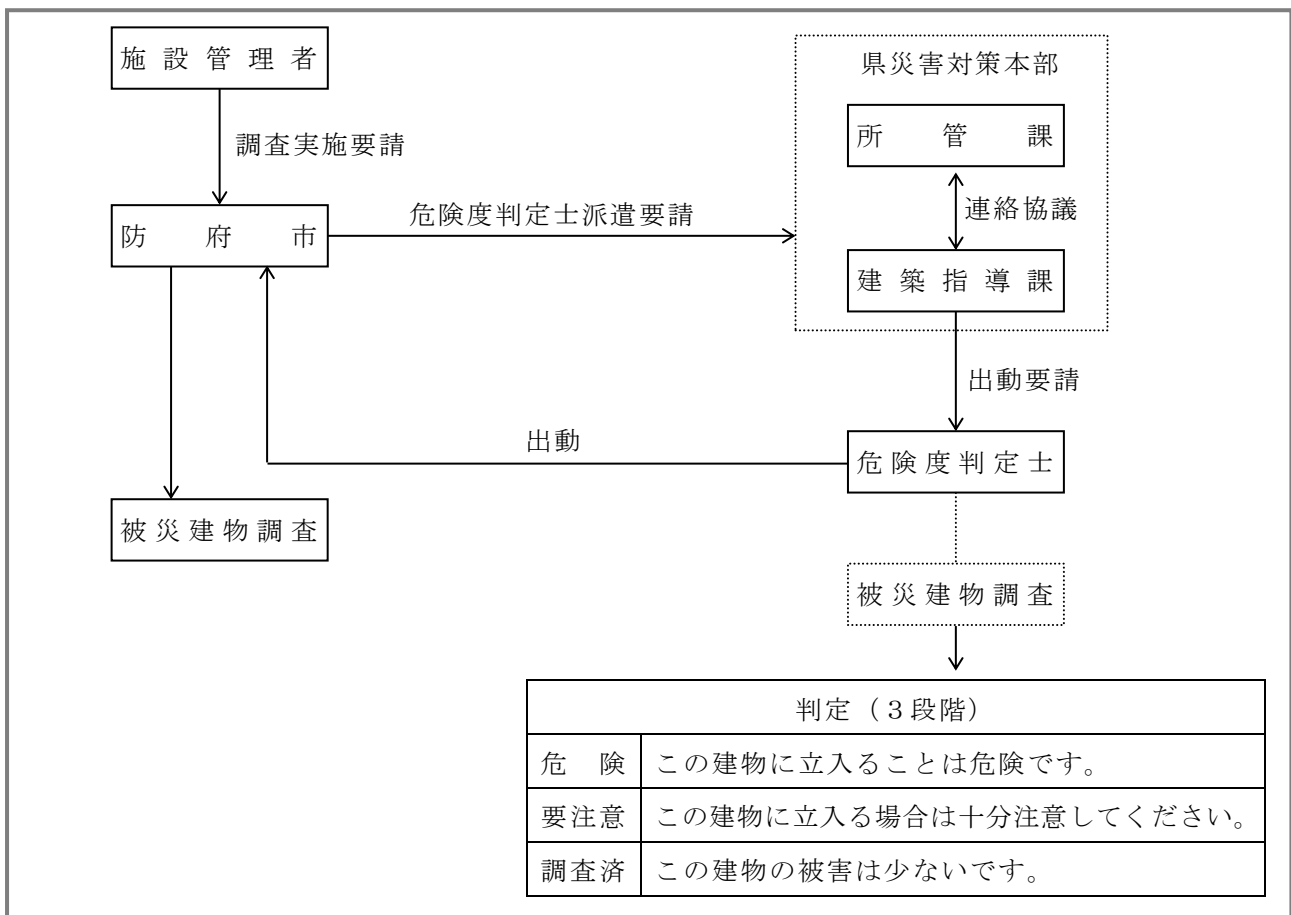 施設管理者
県災害対策本部
所管課
調査実施要請
連絡協議
防府市
危険度判定士派遣要請
建築指導課
出動要請
出動
危険度判定士
被災建物調査
被災建物調査
判定（３段階）
危　険　この建物に立入ることは危険です。
要注意　この建物に立入る場合は十分注意してください。
調査済　この建物の被害は少ないです。